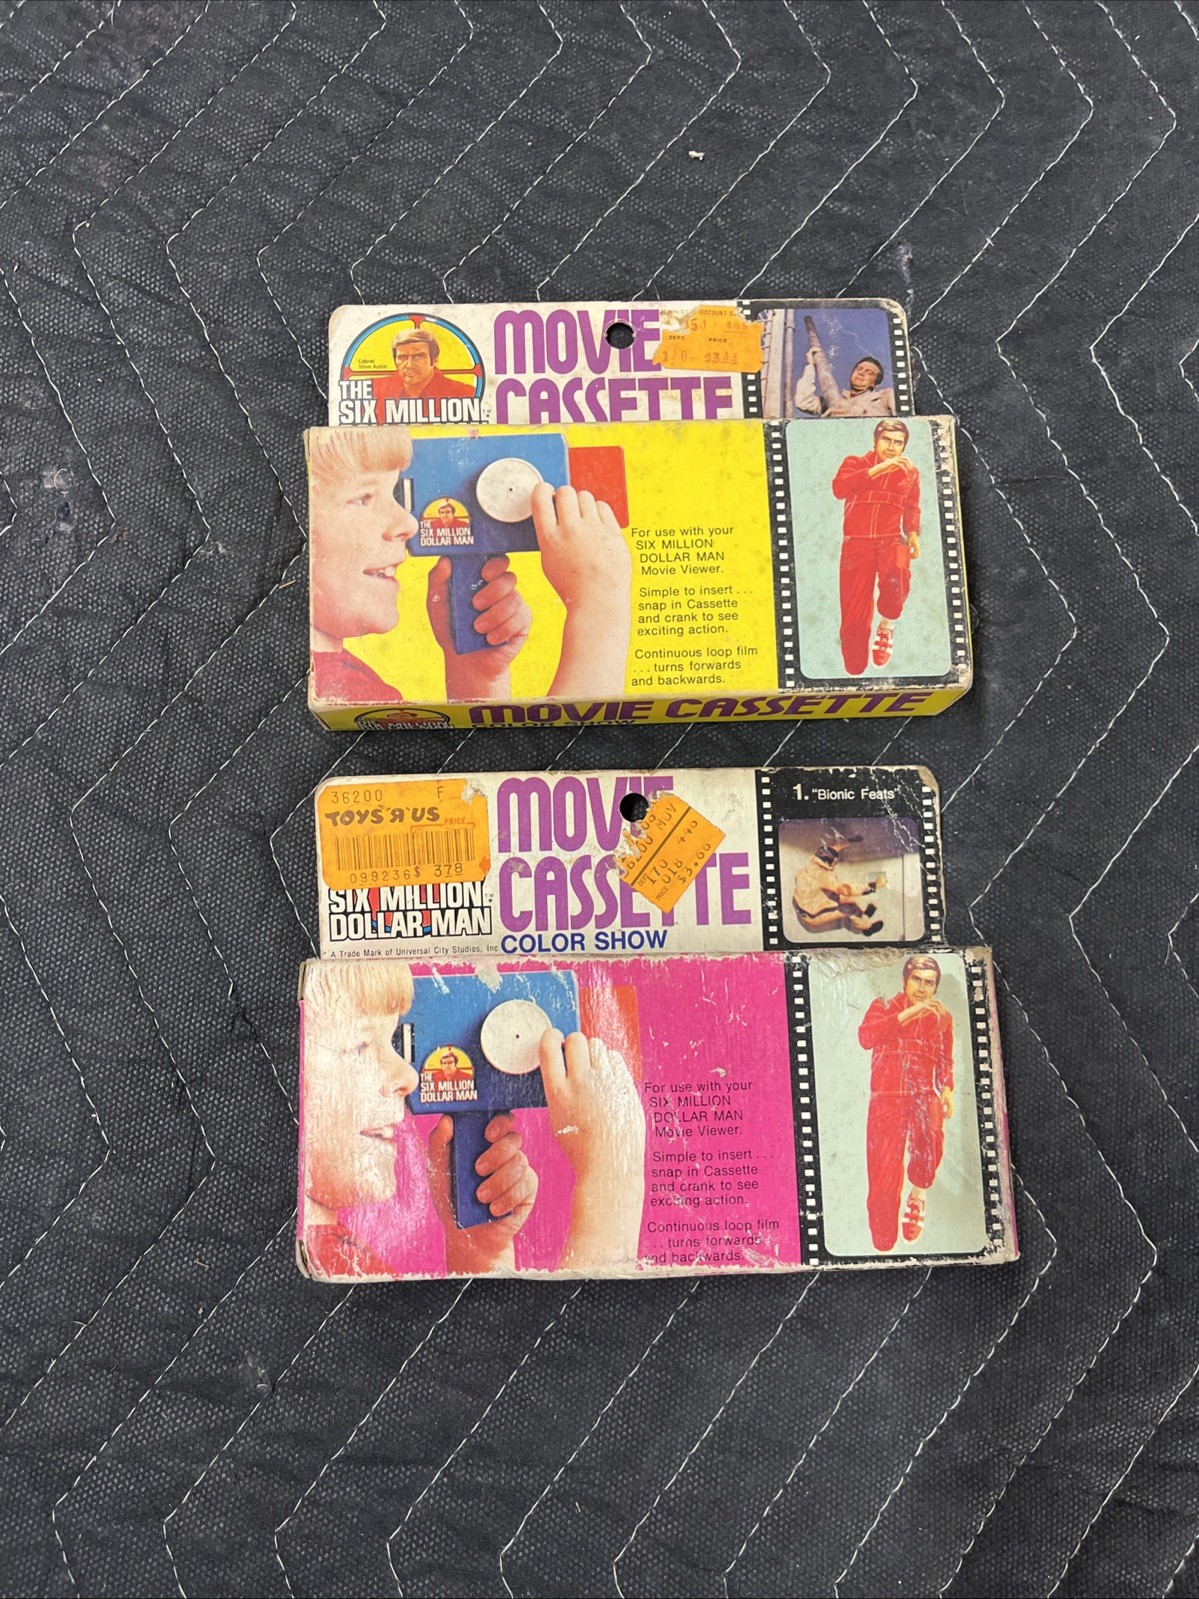 MOVIE
CASSETTE
Colonel
Steve Austin
THE
SIX MILLION
DISCOUNT
DEPT. PRICE
THE
SIX MILLION
DOLLAR MAN
For use with your
SIX MILLION
DOLLAR MAN
Movie Viewer.
Simple to insert . . .
snap in Cassette
and crank to see
exciting action.
Continuous loop film
. . . turns forwards
and backwards.
MOVIE CASSETTE
COLOR SHOW
36200 F
TOYS "R" US
PRICE
099236$ 378
SIX MILLION
DOLLAR MAN
* A Trade Mark of Universal City Studios, Inc
MOVIE
CASSETTE
COLOR SHOW
170 018
PRICE $3.66
1. "Bionic Feats"
THE
SIX MILLION
DOLLAR MAN
For use with your
SIX MILLION
DOLLAR MAN
Movie Viewer.
Simple to insert . . .
snap in Cassette
and crank to see
exciting action.
Continuous loop film
. . . turns forwards
and backwards.